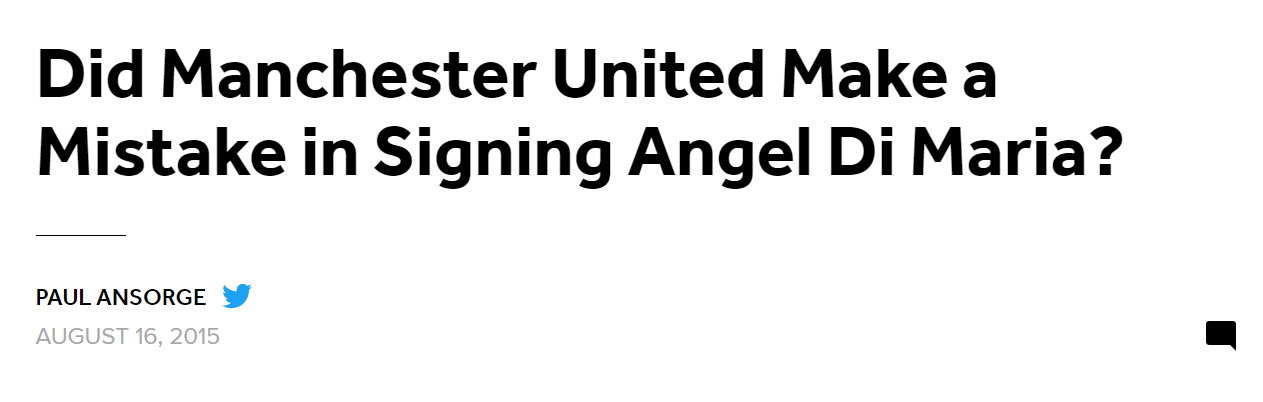 Did Manchester United Make a
Mistake in Signing Angel Di Maria?
PAUL ANSORGE
AUGUST 16, 2015